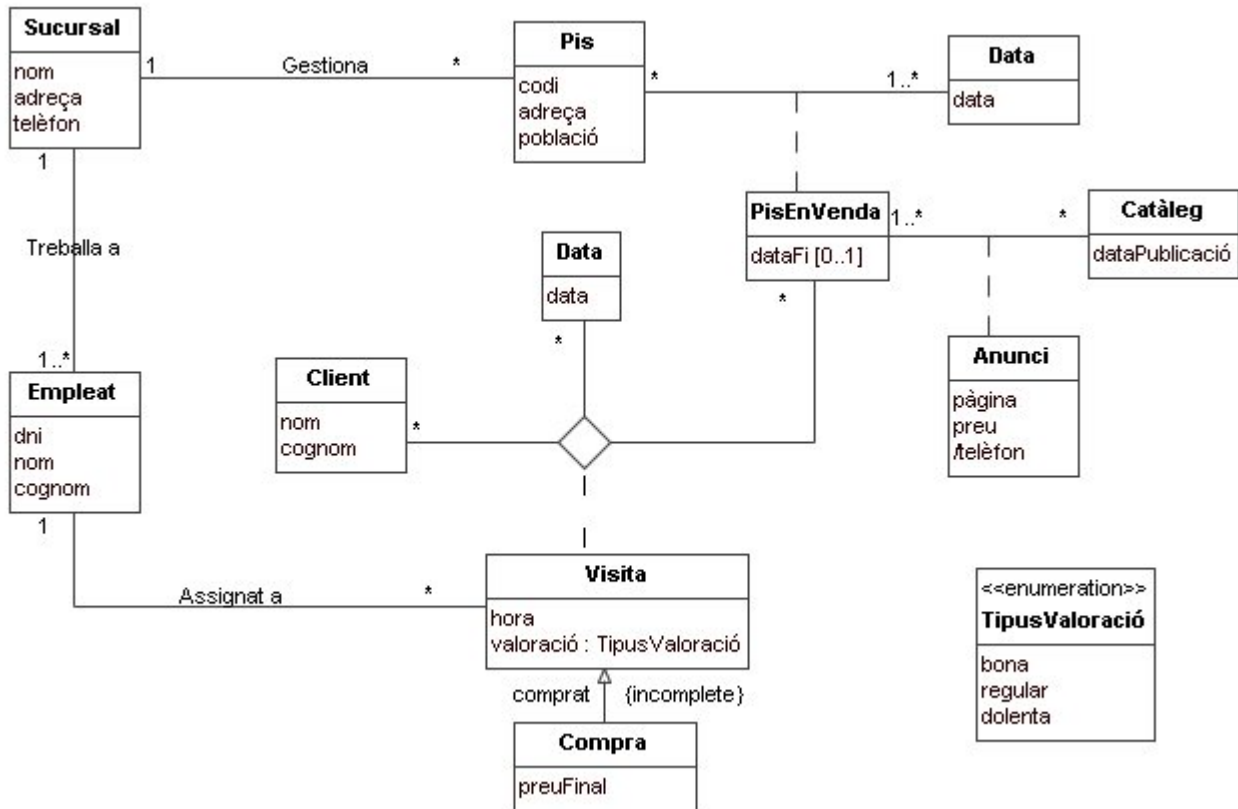 Sucursal
nom
adreça
telèfon
1
Gestiona
*
Pis
codi
adreça
població
*
1..*
Data
data
1
Treballa a
1..*
PisEnVenda
dataFi [0..1]
1..*
*
Catàleg
dataPublicació
*
Data
data
*
Anunci
pàgina
preu
/telèfon
Client
nom
cognom
*
Empleat
dni
nom
cognom
1
Assignat a
*
Visita
hora
valoració : TipusValoració
comprat
{incomplete}
Compra
preuFinal
<<enumeration>>
TipusValoració
bona
regular
dolenta